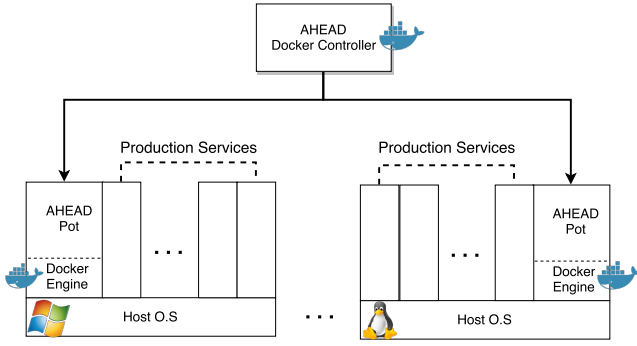 AHEAD
Docker Controller
Production Services
Production Services
AHEAD
Pot
. . .
. . .
AHEAD
Pot
Docker
Engine
Docker
Engine
Host O.S
. . .
Host O.S